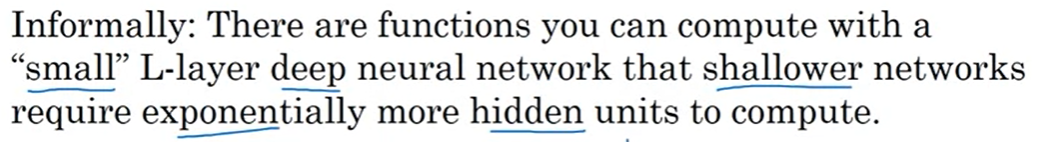 Informally: There are functions you can compute with a
“small” L-layer deep neural network that shallower networks
require exponentially more hidden units to compute.